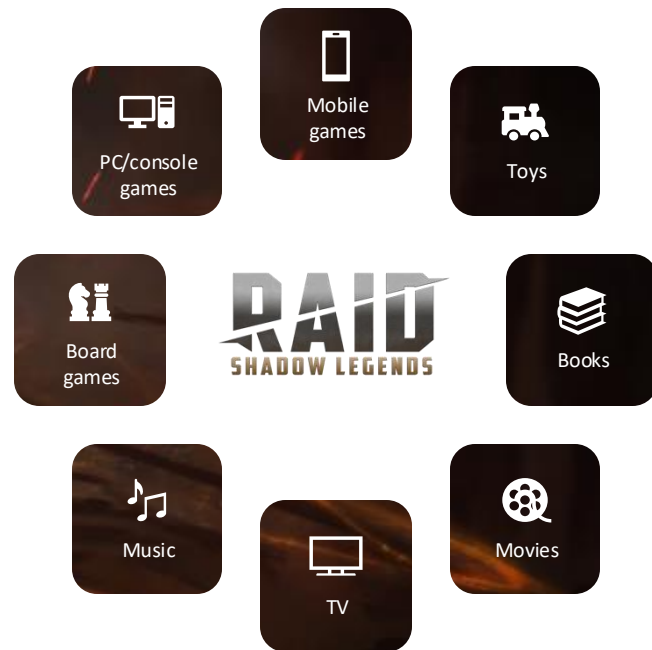 Mobile
games
PC/console
games
Toys
Board
games
RAID
SHADOW LEGENDS
Books
Music
Movies
TV